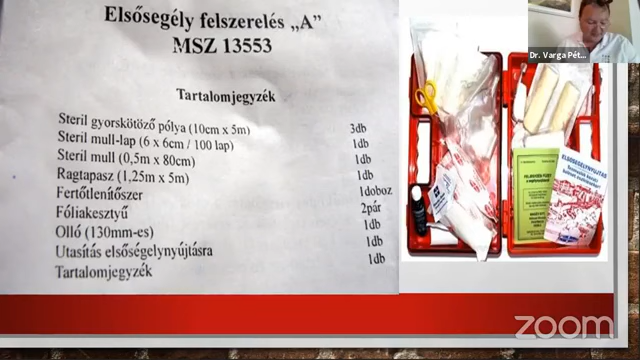 Elsősegély felszerelés „A”
MSZ 13553
Tartalomjegyzék
Steril gyorskötöző pólya (10cm x 5m) 3db
Steril mull-lap (6 x 6cm / 100 lap) 1db
Steril mull (0,5m x 80cm) 1db
Ragtapasz (1,25m x 5m) 1db
Fertőtlenítőszer 1doboz
Fóliakesztyű 2pár
Olló (130mm-es) 1db
Utasítás elsőségelynyújtásra 1db
Tartalomjegyzék 1db
ELSŐSEGÉLYNYÚJTÁS
Dr. Varga Pét...
zoom